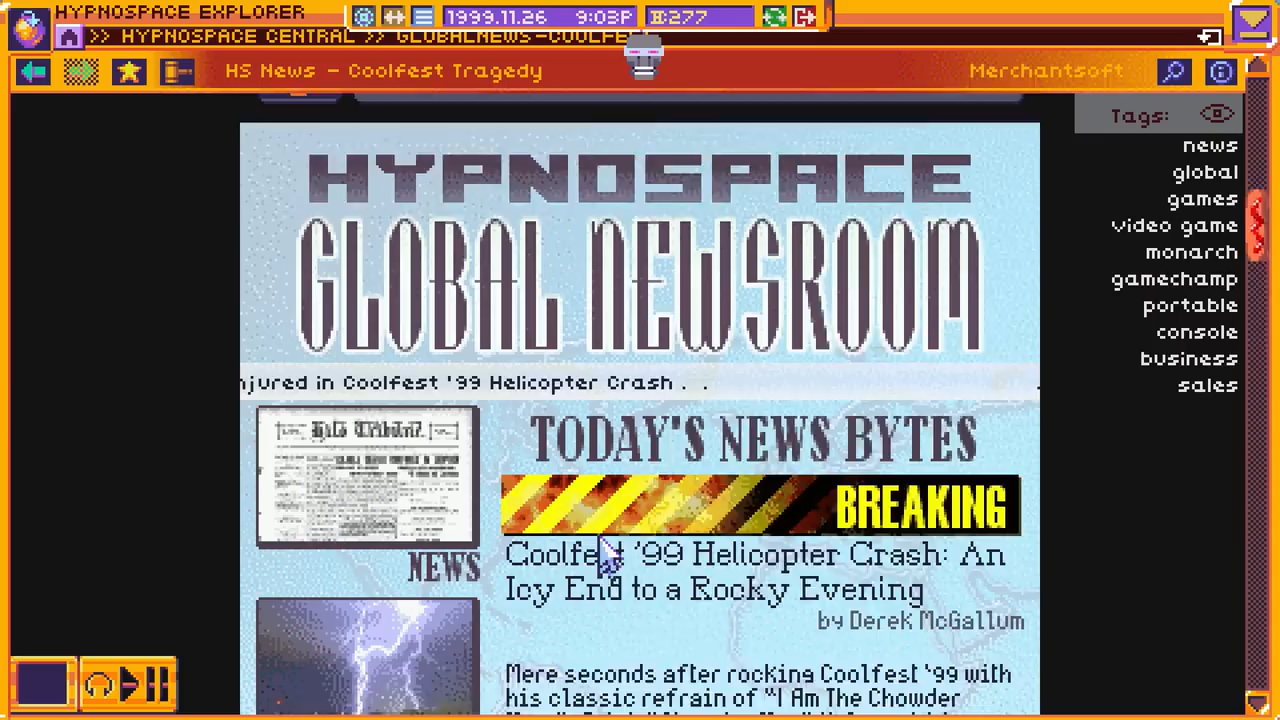 HYPNOSPACE EXPLORER
1999.11.26 9:03P
277
>> HYPNOSPACE CENTRAL >> GLOBALNEWS-COOLFE
HS News - Coolfest Tragedy
Merchantsoft
Tags:
news
global
games
video game
monarch
gamechamp
portable
console
business
sales
HYPNOSPACE
GLOBAL NEWSROOM
njured in Coolfest '99 Helicopter Crash . .
TODAY'S NEWS BYTES
BREAKING
NEWS
Coolfest '99 Helicopter Crash: An
Icy End to a Rocky Evening
by Derek McGallum
Mere seconds after rocking Coolfest '99 with
his classic refrain of "I Am The Chowder